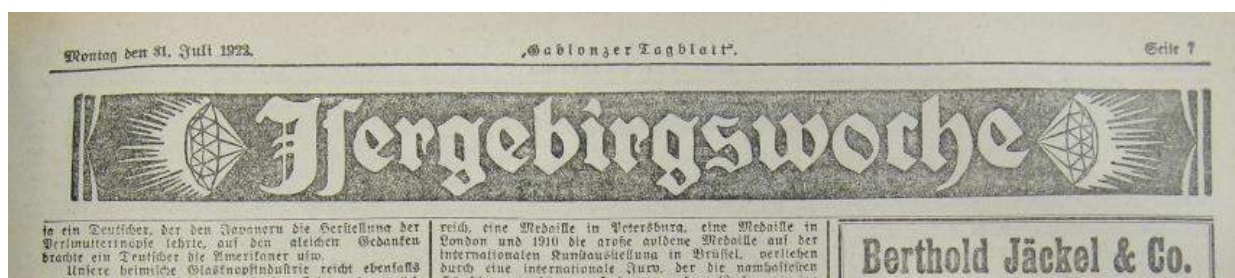 Montag den 31. Juli 1922.
„Gablonzer Tagblatt“.
Seite 7
Isergebirgswoche
ja ein Deutscher, der den Japanern die Herstellung der
Perlmutterknöpfe lehrte, auf den gleichen Gedanken
brachte ein Deutscher die Amerikaner usw.
Unsere heimische Glasknopfindustrie reicht ebenfalls
reich, eine Medaille in Petersburg, eine Medaille in
London und 1910 die große goldene Medaille auf der
internationalen Kunstausstellung in Brüssel, verliehen
durch eine internationale Jury, der die namhaftesten
Berthold Jäckel & Co.